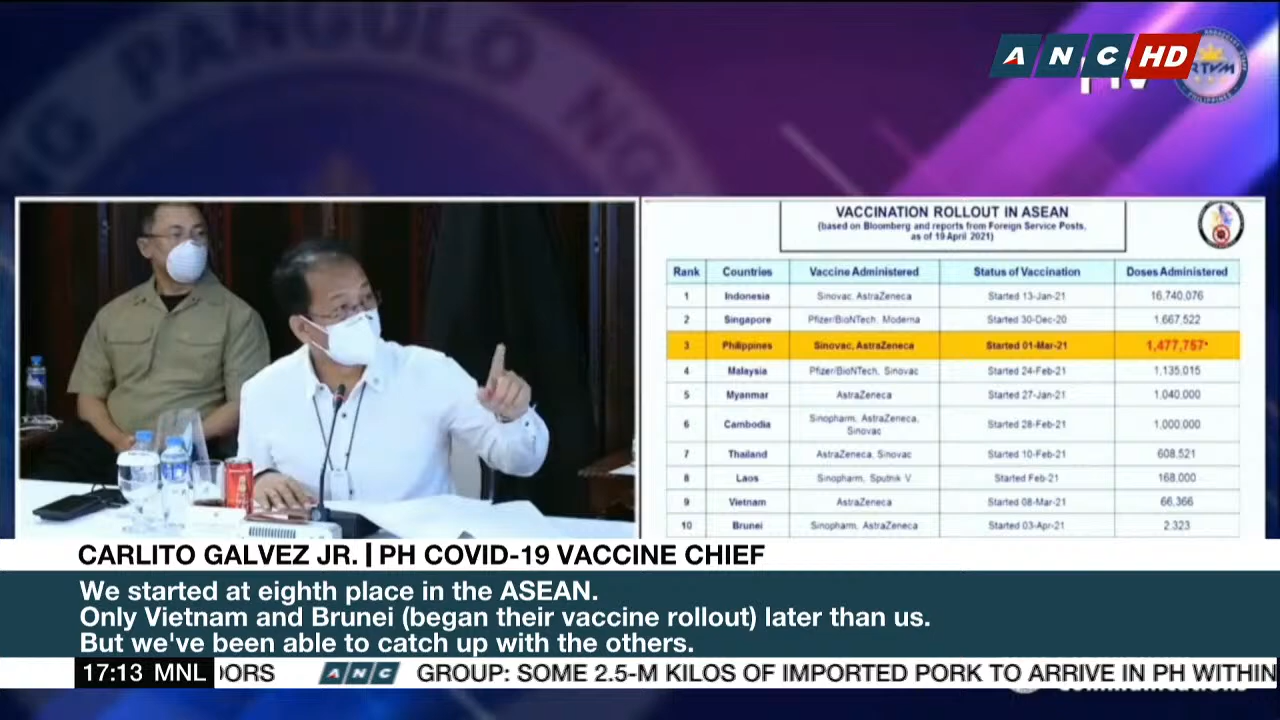 ANG PANGULO NG
ANC HD
RTVM
PHILIPPINES
VACCINATION ROLLOUT IN ASEAN
(based on Bloomberg and reports from Foreign Service Posts,
as of 19 April 2021)
Rank Countries Vaccine Administered Status of Vaccination Doses Administered
1 Indonesia Sinovac, AstraZeneca Started 13-Jan-21 16,740,076
2 Singapore Pfizer/BioNTech, Moderna Started 30-Dec-20 1,667,522
3 Philippines Sinovac, AstraZeneca Started 01-Mar-21 1,477,757*
4 Malaysia Pfizer/BioNTech, Sinovac Started 24-Feb-21 1,135,015
5 Myanmar AstraZeneca Started 27-Jan-21 1,040,000
6 Cambodia Sinopharm, AstraZeneca, Sinovac Started 28-Feb-21 1,000,000
7 Thailand AstraZeneca, Sinovac Started 10-Feb-21 608,521
8 Laos Sinopharm, Sputnik V Started Feb-21 168,000
9 Vietnam AstraZeneca Started 08-Mar-21 66,366
10 Brunei Sinopharm, AstraZeneca Started 03-Apr-21 2,323
CARLITO GALVEZ JR. | PH COVID-19 VACCINE CHIEF
We started at eighth place in the ASEAN.
Only Vietnam and Brunei (began their vaccine rollout) later than us.
But we've been able to catch up with the others.
17:13 MNL ORS ANC GROUP: SOME 2.5-M KILOS OF IMPORTED PORK TO ARRIVE IN PH WITHIN